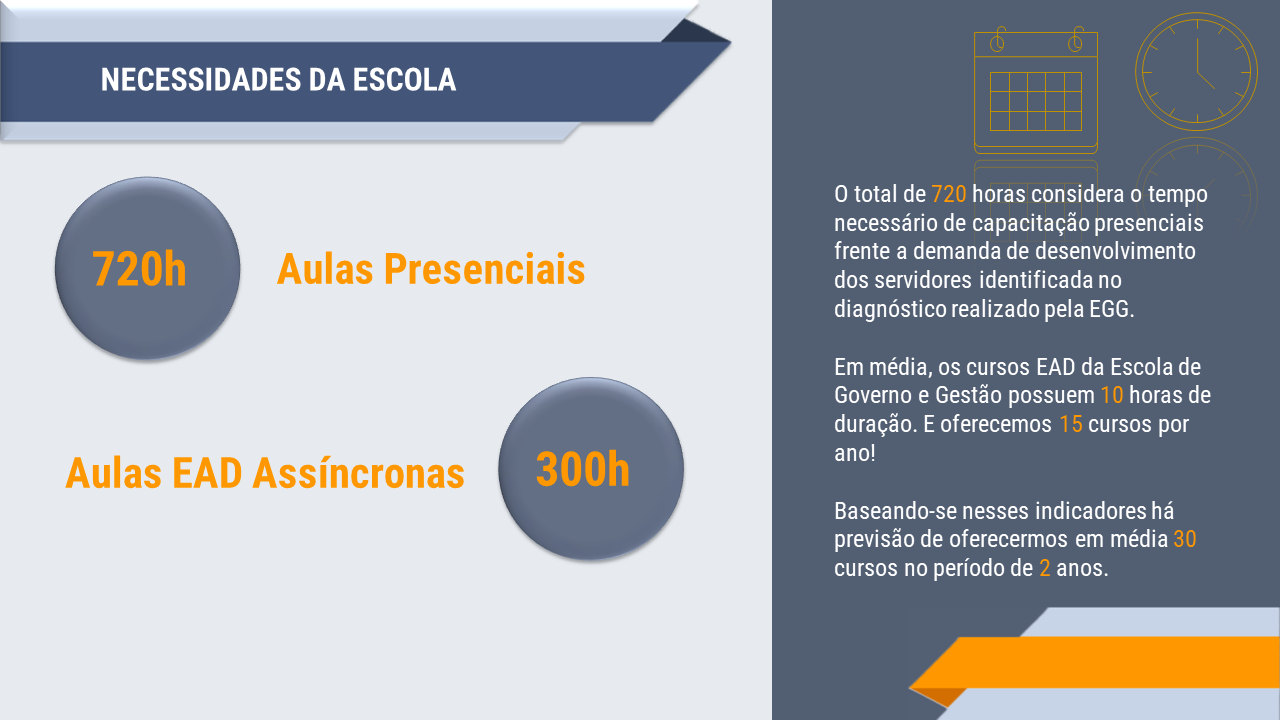 NECESSIDADES DA ESCOLA
720h
Aulas Presenciais
Aulas EAD Assíncronas
300h
O total de 720 horas considera o tempo
necessário de capacitação presenciais
frente a demanda de desenvolvimento
dos servidores identificada no
diagnóstico realizado pela EGG.
Em média, os cursos EAD da Escola de
Governo e Gestão possuem 10 horas de
duração. E oferecemos 15 cursos por
ano!
Baseando-se nesses indicadores há
previsão de oferecermos em média 30
cursos no período de 2 anos.